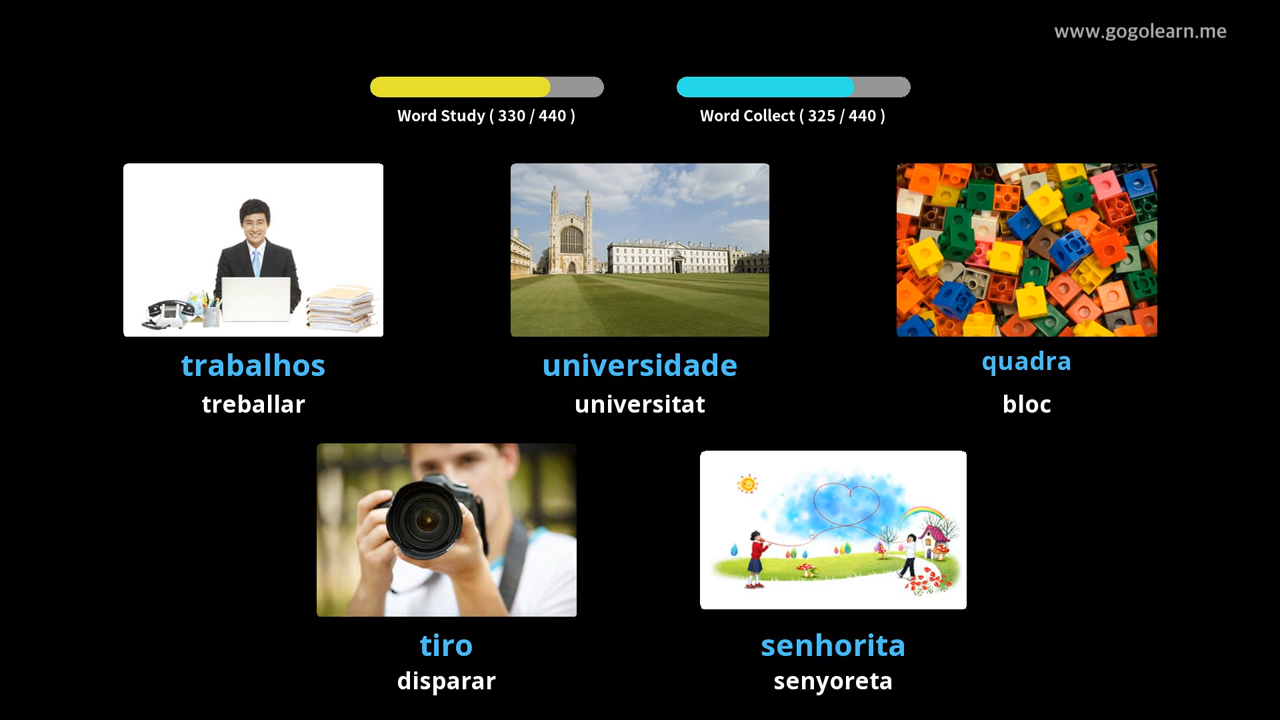 www.gogolearn.me
Word Study ( 330 / 440 )
Word Collect ( 325 / 440 )
trabalhos
treballar
universidade
universitat
quadra
bloc
tiro
disparar
senhorita
senyoreta